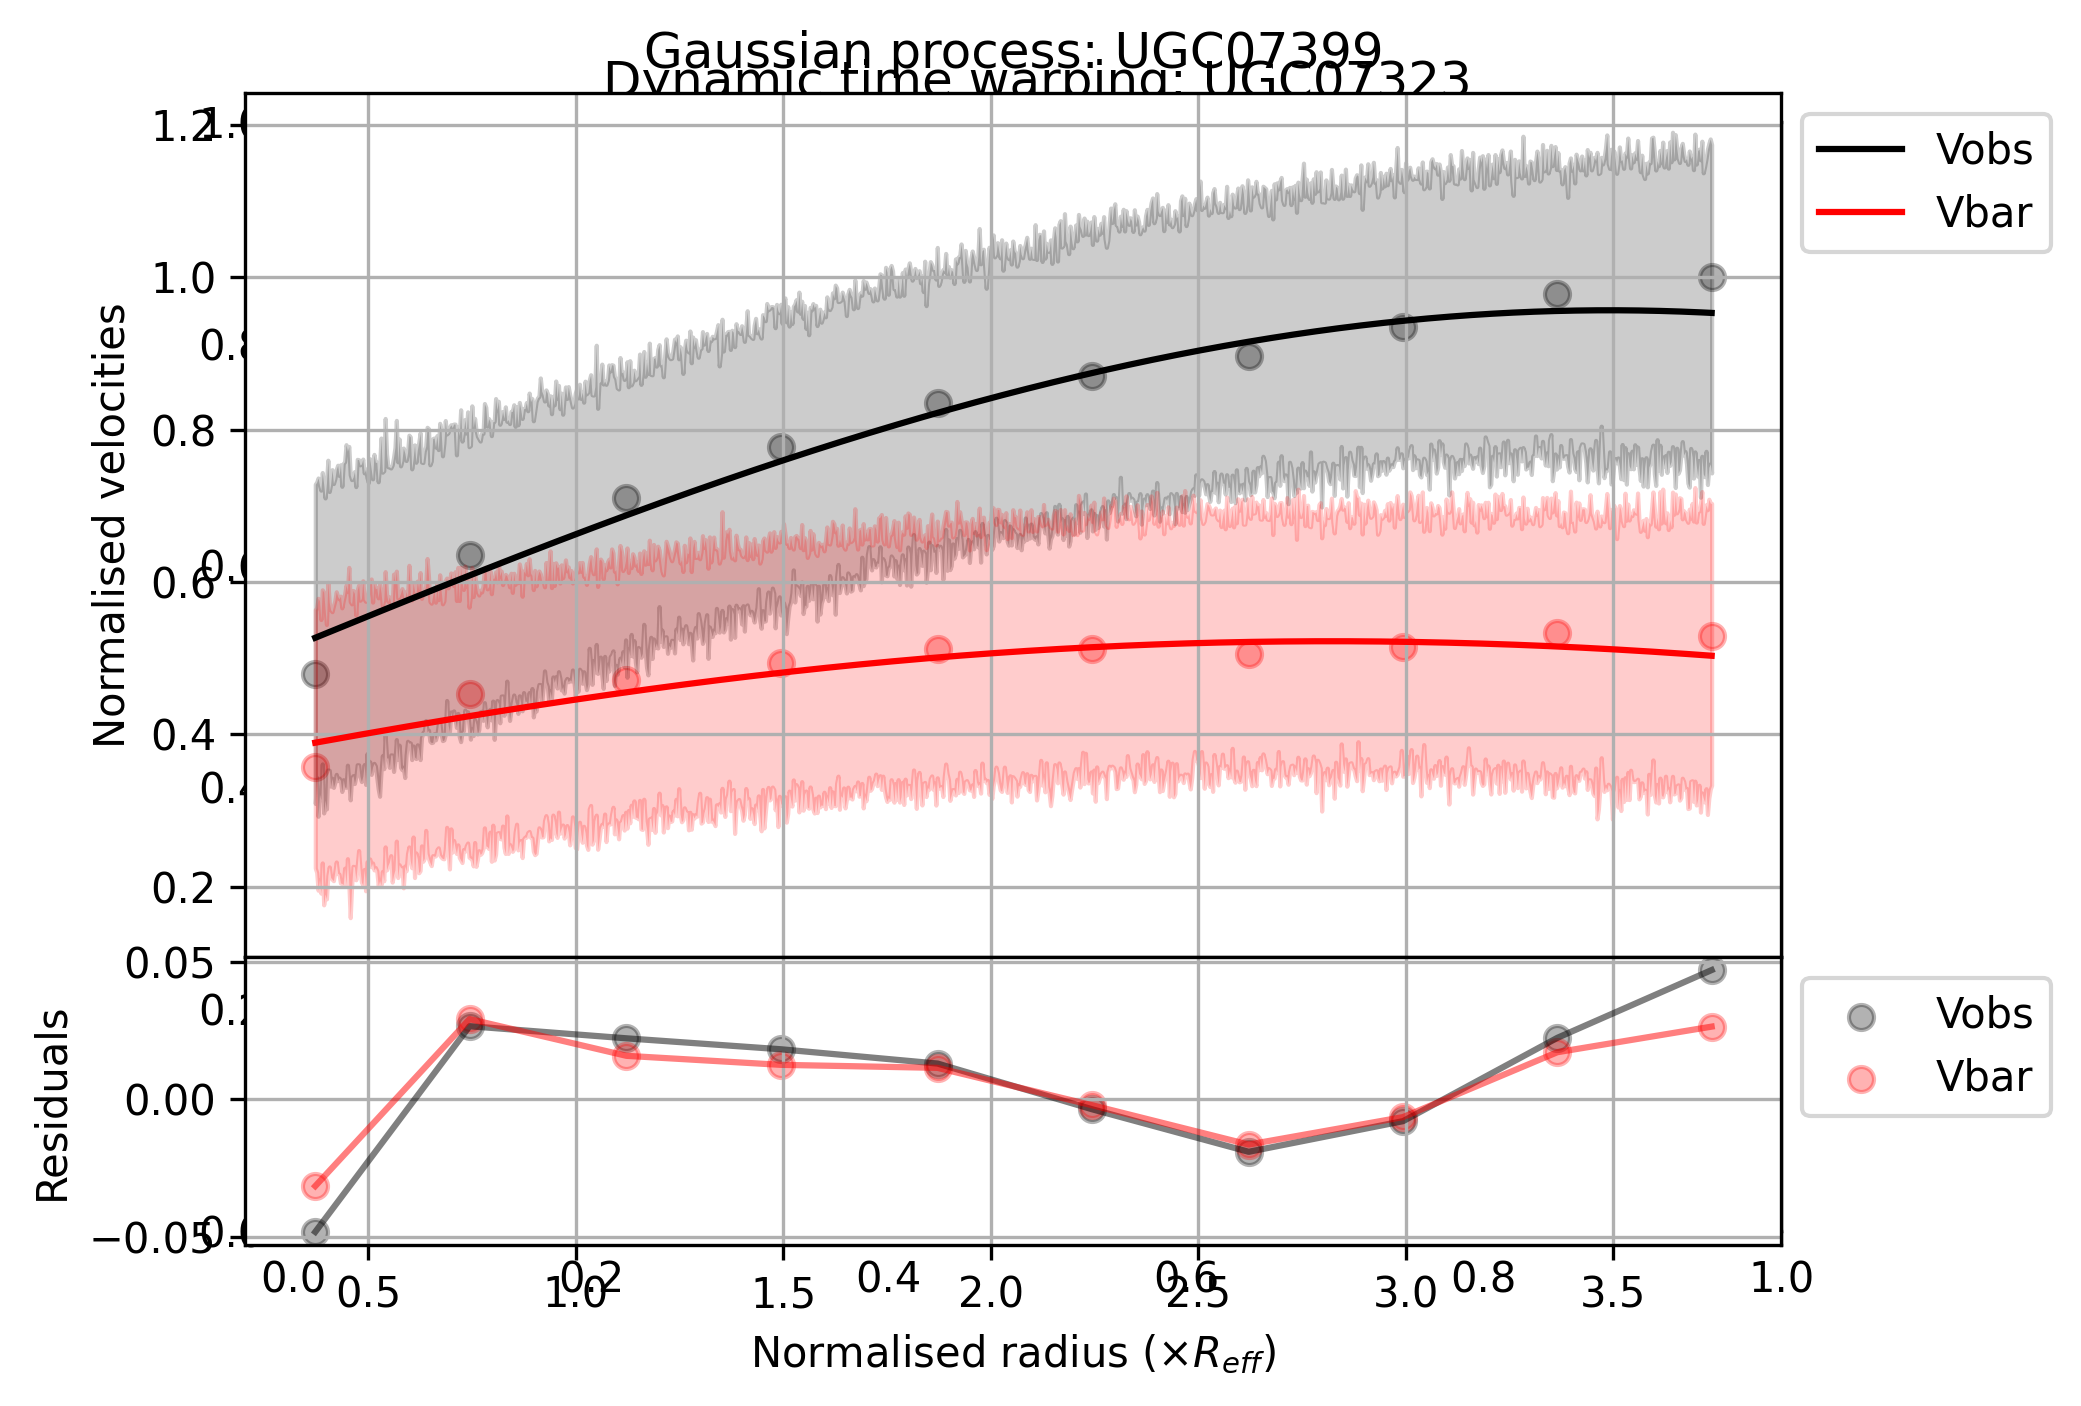 Gaussian process: UGC07399
Dynamic time warping: UGC07323
1.2
1.0
0.8
0.6
0.4
0.2
Normalised velocities
Vobs
Vbar
0.05
0.00
−0.05
Residuals
Vobs
Vbar
0.0 0.2 0.4 0.6 0.8 1.0
0.5 1.0 1.5 2.0 2.5 3.0 3.5
Normalised radius (×R_eff)